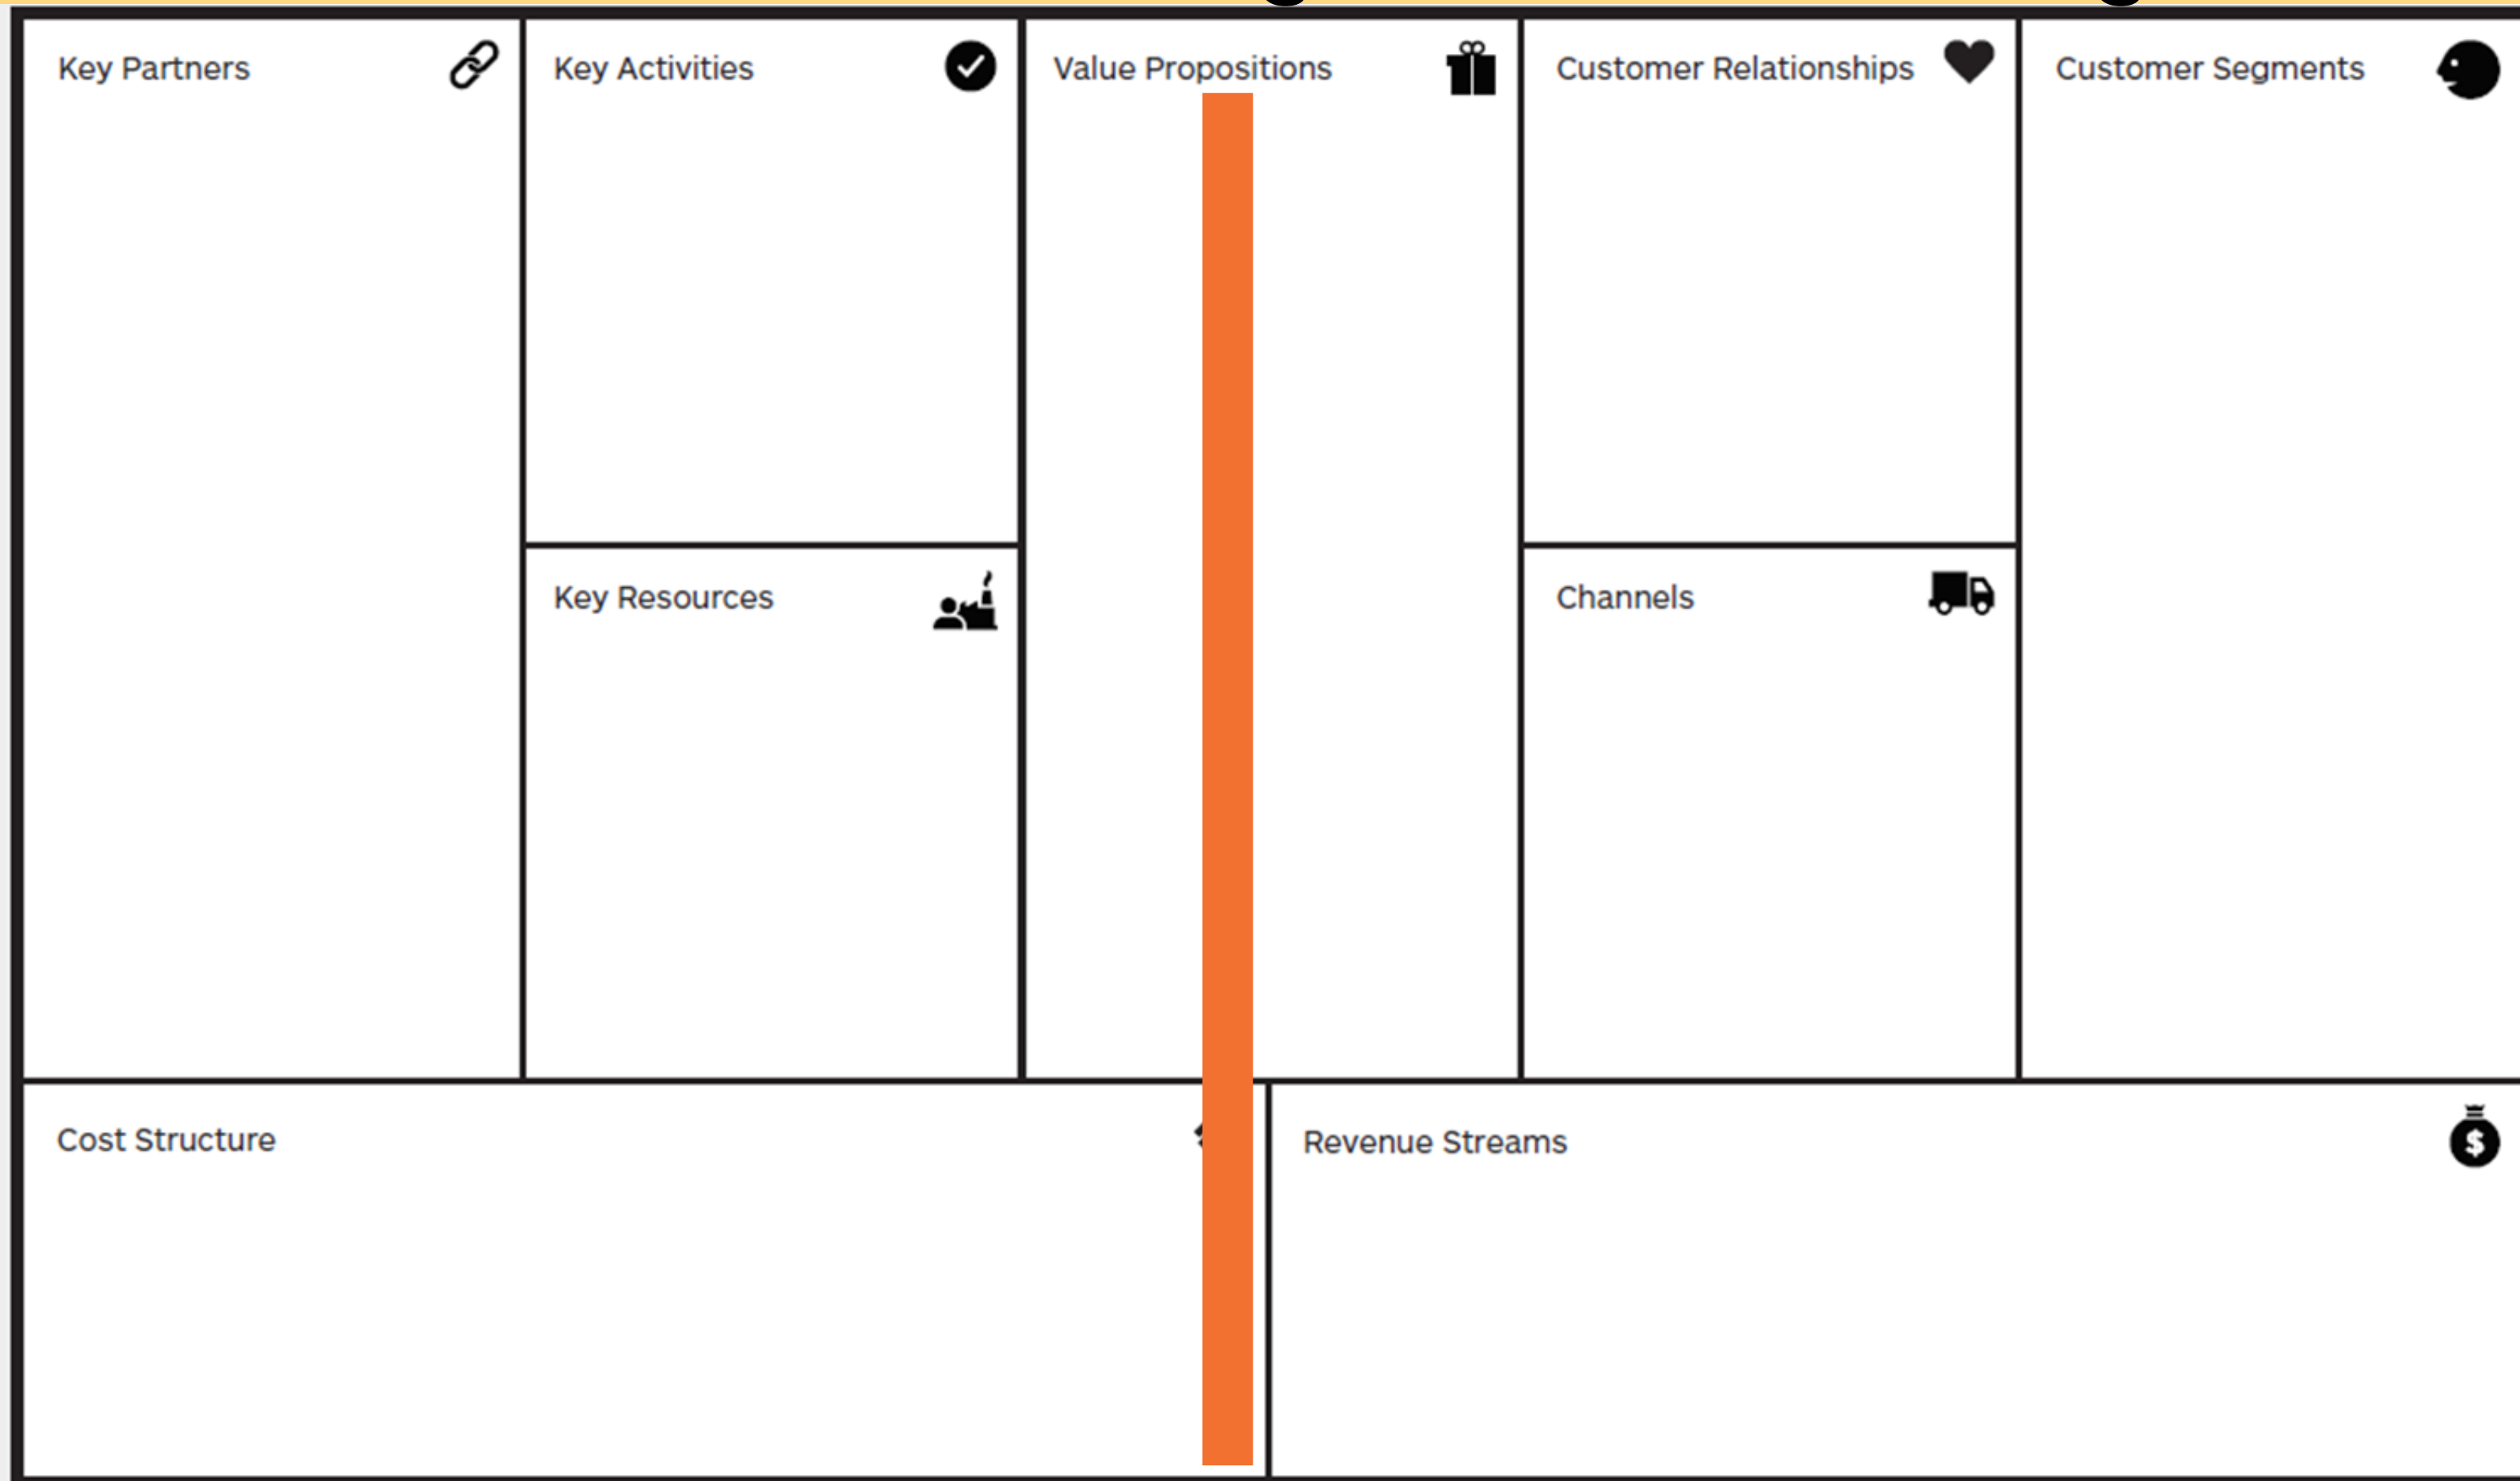 Key Partners
Key Activities
Value Propositions
Customer Relationships
Customer Segments
Key Resources
Channels
Cost Structure
Revenue Streams
$